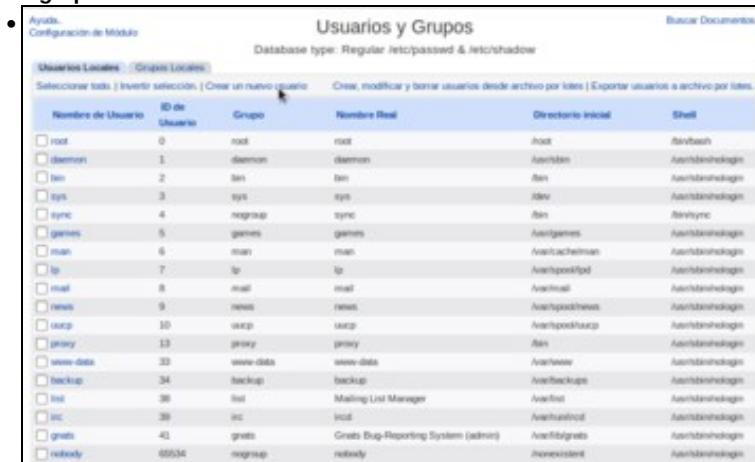 Ayuda..
Configuración de Módulo
Usuarios y Grupos
Buscar Documentos
Database type: Regular /etc/passwd & /etc/shadow
Usuarios Locales Grupos Locales
Seleccionar todo. | Invertir selección. | Crear un nuevo usuario Crear, modificar y borrar usuarios desde archivo por lotes | Exportar usuarios a archivo por lotes.
Nombre de Usuario ID de Usuario Grupo Nombre Real Directorio inicial Shell
root 0 root root /root /bin/bash
daemon 1 daemon daemon /usr/sbin /usr/sbin/nologin
bin 2 bin bin /bin /usr/sbin/nologin
sys 3 sys sys /dev /usr/sbin/nologin
sync 4 nogroup sync /bin /bin/sync
games 5 games games /usr/games /usr/sbin/nologin
man 6 man man /var/cache/man /usr/sbin/nologin
lp 7 lp lp /var/spool/lpd /usr/sbin/nologin
mail 8 mail mail /var/mail /usr/sbin/nologin
news 9 news news /var/spool/news /usr/sbin/nologin
uucp 10 uucp uucp /var/spool/uucp /usr/sbin/nologin
proxy 13 proxy proxy /bin /usr/sbin/nologin
www-data 33 www-data www-data /var/www /usr/sbin/nologin
backup 34 backup backup /var/backups /usr/sbin/nologin
list 38 list Mailing List Manager /var/list /usr/sbin/nologin
irc 39 irc ircd /var/run/ircd /usr/sbin/nologin
gnats 41 gnats Gnats Bug-Reporting System (admin) /var/lib/gnats /usr/sbin/nologin
nobody 65534 nogroup nobody /nonexistent /usr/sbin/nologin